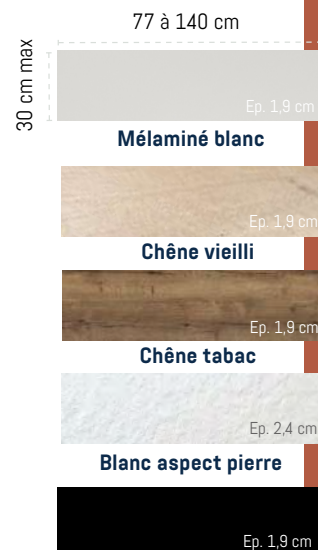 77 à 140 cm
30 cm max
Ep. 1,9 cm
Mélaminé blanc
Ep. 1,9 cm
Chêne vieilli
Ep. 1,9 cm
Chêne tabac
Ep. 2,4 cm
Blanc aspect pierre
Ep. 1,9 cm